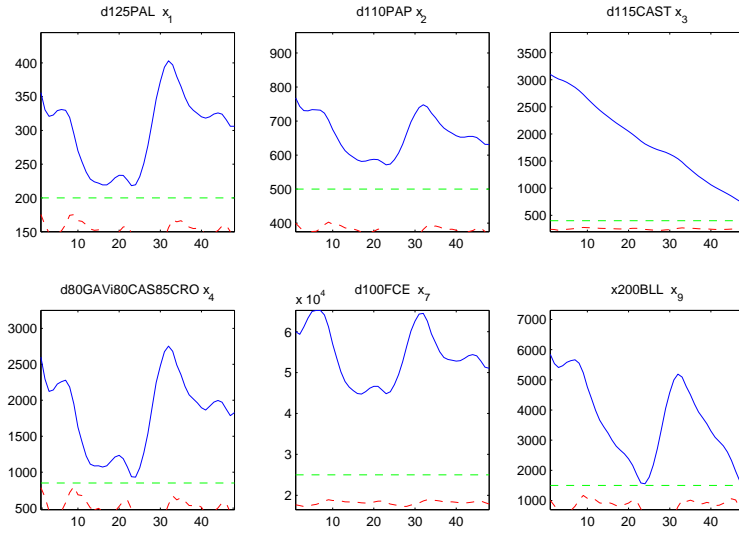 d125PAL x1
d110PAP x2
d115CAST x3
400
350
300
250
200
150
10 20 30 40
900
800
700
600
500
400
10 20 30 40
3500
3000
2500
2000
1500
1000
500
10 20 30 40
d80GAVi80CAS85CRO x4
d100FCE x7
x200BLL x9
3000
2500
2000
1500
1000
500
10 20 30 40
x 10^4
6
5
4
3
2
10 20 30 40
7000
6000
5000
4000
3000
2000
1000
10 20 30 40